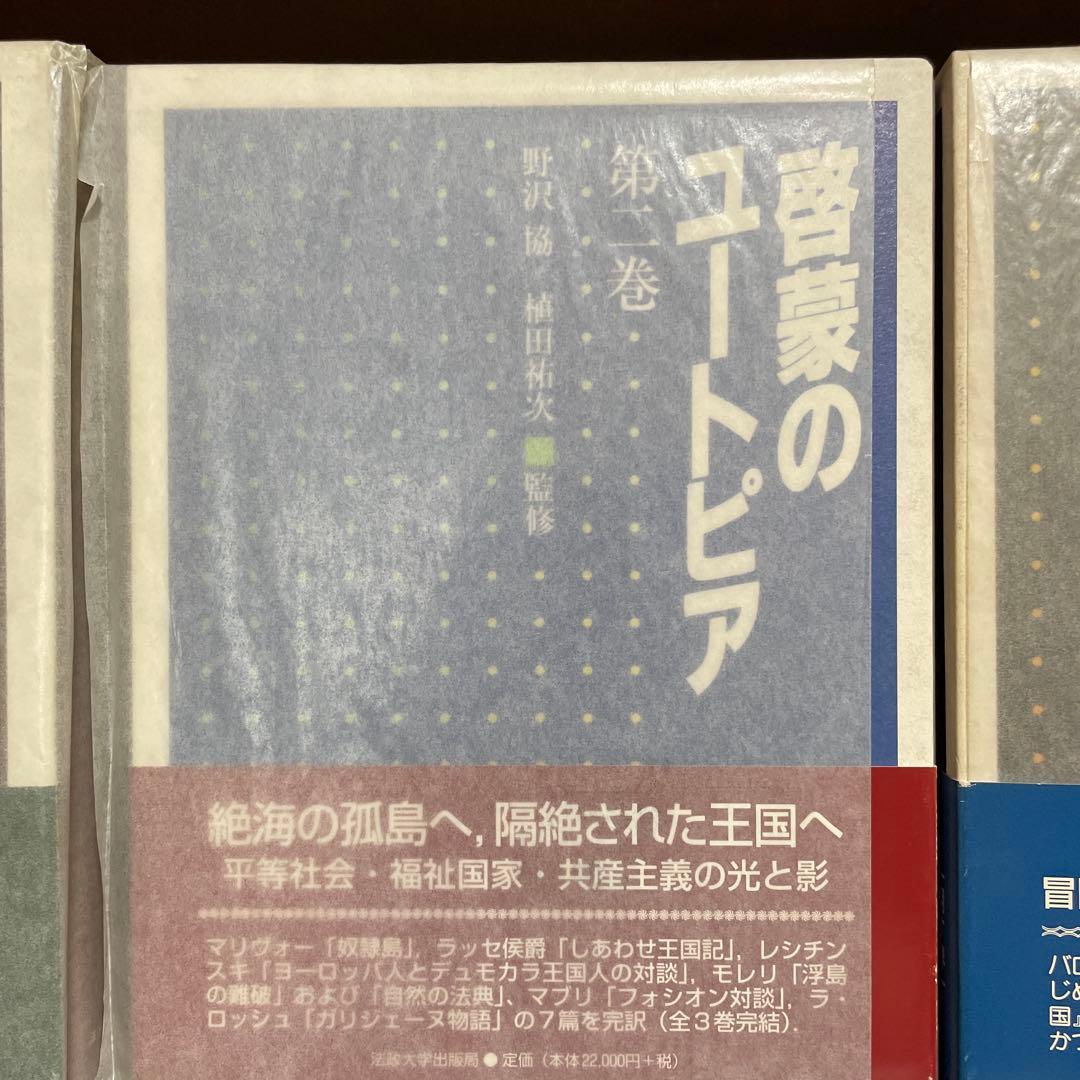 啓蒙の
ユートピア
第二巻
野沢 協 植田祐次■監修
絶海の孤島へ，隔絶された王国へ
平等社会・福祉国家・共産主義の光と影
マリヴォー「奴隷島」，ラッセ侯爵「しあわせ王国記」，レシチン
スキ「ヨーロッパ人とデュモカラ王国人の対談」，モレリ「浮島
の難破」および「自然の法典」、マブリ「フォシオン対談」，ラ・
ロッシュ「ガリジェーヌ物語」の７篇を完訳（全３巻完結）．
法政大学出版局●定価（本体22,000円＋税）
冒
バロ
じめ
国』
かつ